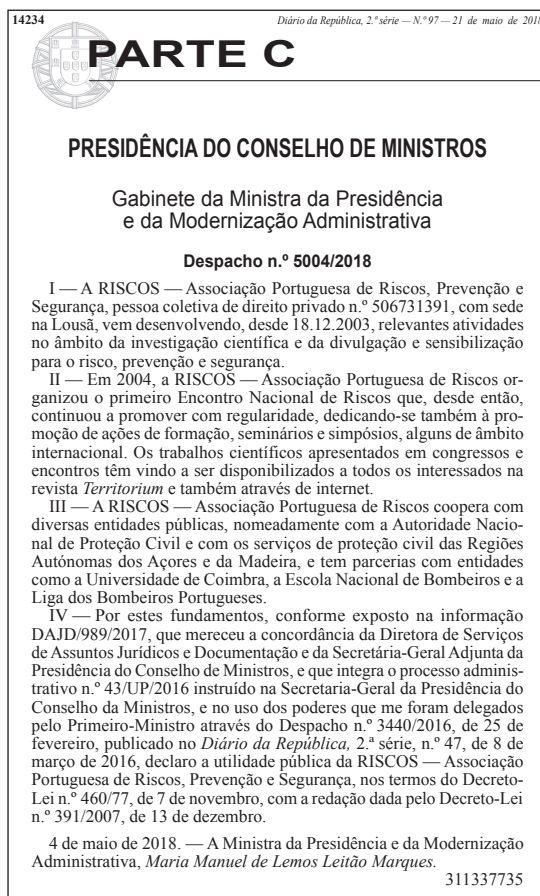 14234
Diário da República, 2.ª série — N.º 97 — 21 de maio de 2018
PARTE C
PRESIDÊNCIA DO CONSELHO DE MINISTROS
Gabinete da Ministra da Presidência
e da Modernização Administrativa
Despacho n.º 5004/2018
I — A RISCOS — Associação Portuguesa de Riscos, Prevenção e
Segurança, pessoa coletiva de direito privado n.º 506731391, com sede
na Lousã, vem desenvolvendo, desde 18.12.2003, relevantes atividades
no âmbito da investigação científica e da divulgação e sensibilização
para o risco, prevenção e segurança.
II — Em 2004, a RISCOS — Associação Portuguesa de Riscos or-
ganizou o primeiro Encontro Nacional de Riscos que, desde então,
continuou a promover com regularidade, dedicando-se também à pro-
moção de ações de formação, seminários e simpósios, alguns de âmbito
internacional. Os trabalhos científicos apresentados em congressos e
encontros têm vindo a ser disponibilizados a todos os interessados na
revista Territorium e também através de internet.
III — A RISCOS — Associação Portuguesa de Riscos coopera com
diversas entidades públicas, nomeadamente com a Autoridade Nacio-
nal de Proteção Civil e com os serviços de proteção civil das Regiões
Autónomas dos Açores e da Madeira, e tem parcerias com entidades
como a Universidade de Coimbra, a Escola Nacional de Bombeiros e a
Liga dos Bombeiros Portugueses.
IV — Por estes fundamentos, conforme exposto na informação
DAJD/989/2017, que mereceu a concordância da Diretora de Serviços
de Assuntos Jurídicos e Documentação e da Secretária-Geral Adjunta da
Presidência do Conselho de Ministros, e que integra o processo adminis-
trativo n.º 43/UP/2016 instruído na Secretaria-Geral da Presidência do
Conselho da Ministros, e no uso dos poderes que me foram delegados
pelo Primeiro-Ministro através do Despacho n.º 3440/2016, de 25 de
fevereiro, publicado no Diário da República, 2.ª série, n.º 47, de 8 de
março de 2016, declaro a utilidade pública da RISCOS — Associação
Portuguesa de Riscos, Prevenção e Segurança, nos termos do Decreto-
Lei n.º 460/77, de 7 de novembro, com a redação dada pelo Decreto-Lei
n.º 391/2007, de 13 de dezembro.
4 de maio de 2018. — A Ministra da Presidência e da Modernização
Administrativa, Maria Manuel de Lemos Leitão Marques.
311337735